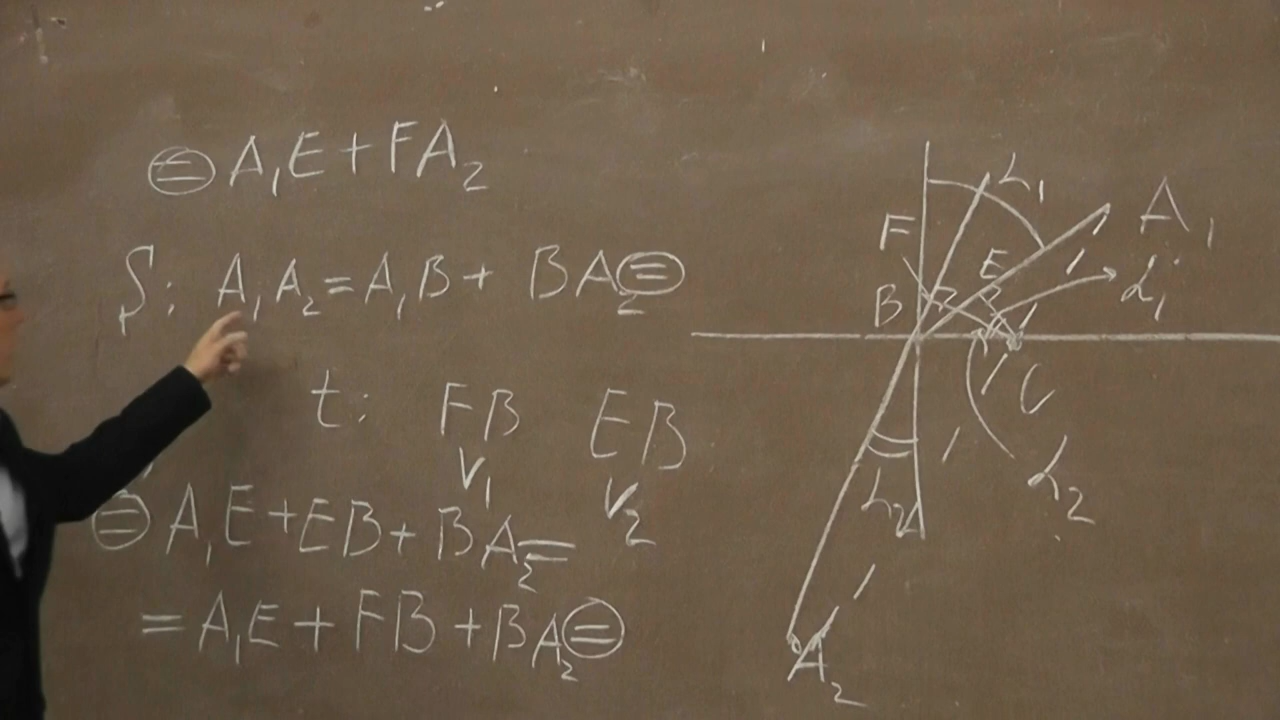 ⊜ A₁E + FA₂
S: A₁A₂ = A₁B + BA₂ ⊜
t: FB EB
V₁ V₂
⊜ A₁E + EB + BA₂ =
= A₁E + FB + BA₂ ⊜
L₁
A₁
F
E
B
L₁'
C
L₂
L₂
A₂